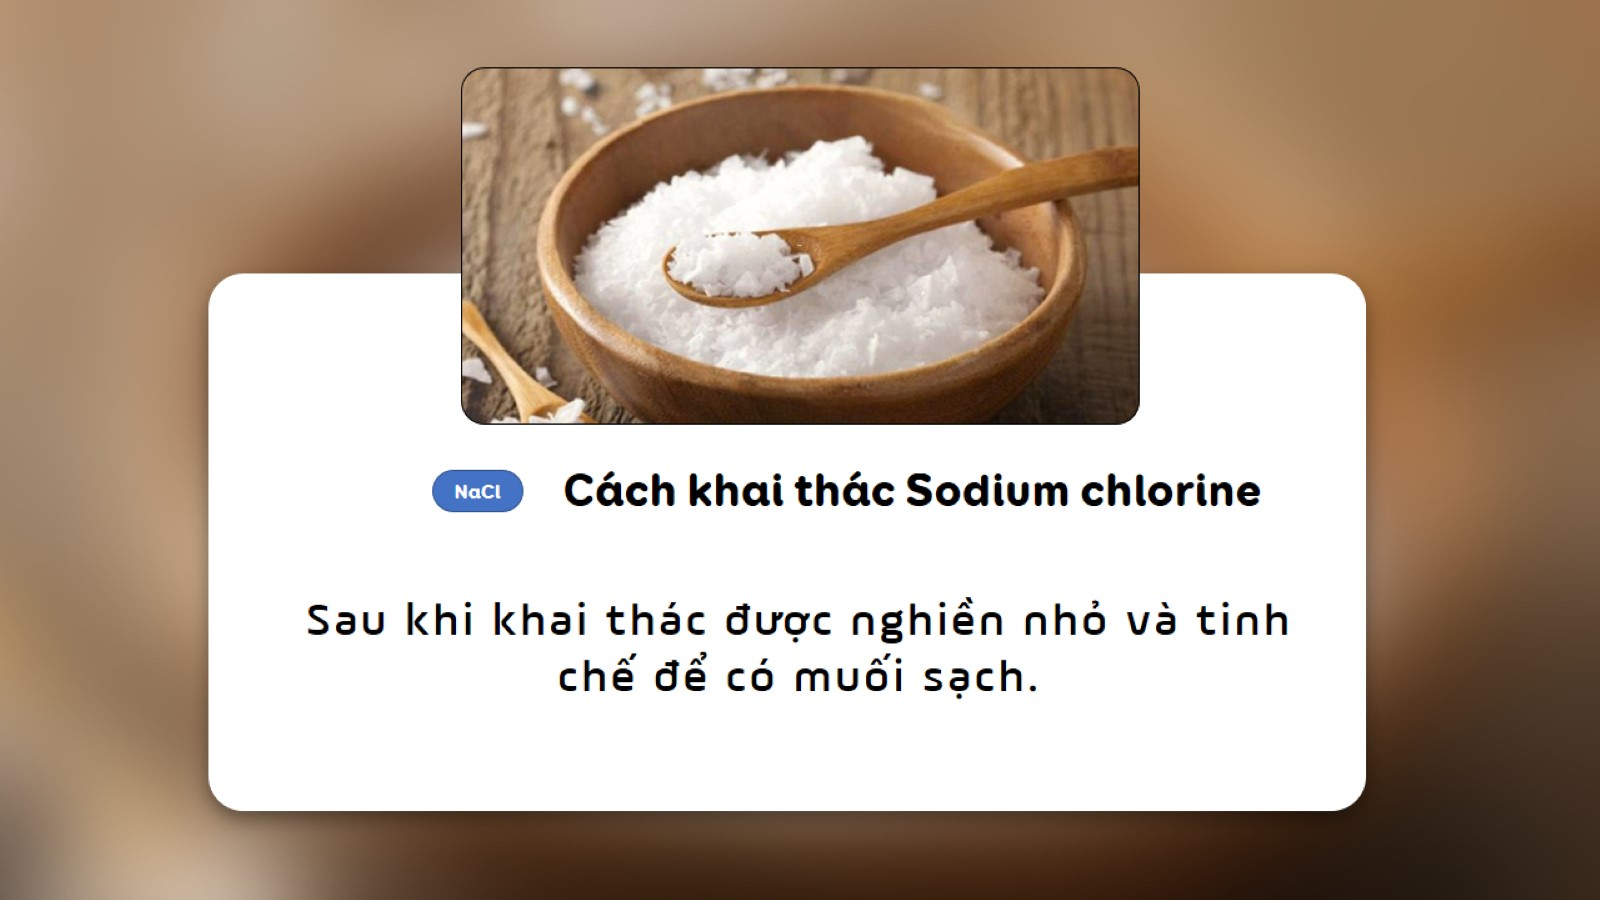 NaCl Cách khai thác Sodium chlorine
Sau khi khai thác được nghiền nhỏ và tinh
chế để có muối sạch.